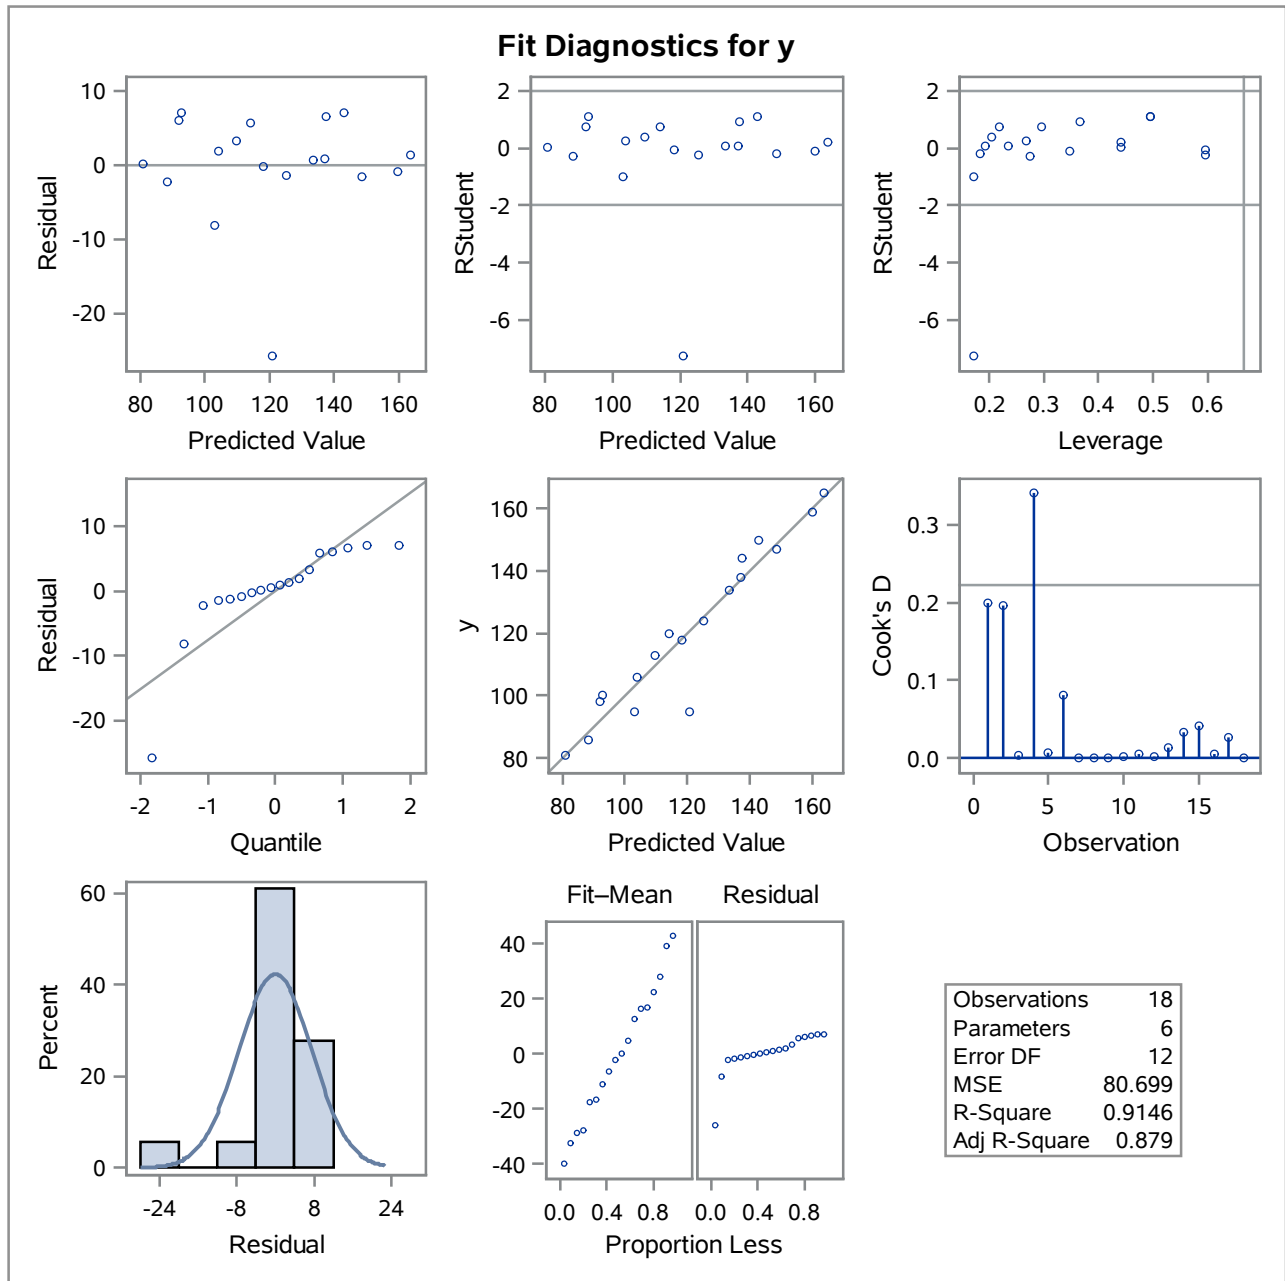 Fit Diagnostics for y
10
0
-10
-20
Residual
80 100 120 140 160
Predicted Value
2
0
-2
-4
-6
RStudent
80 100 120 140 160
Predicted Value
2
0
-2
-4
-6
RStudent
0.2 0.3 0.4 0.5 0.6
Leverage
10
0
-10
-20
Residual
-2 -1 0 1 2
Quantile
160
140
120
100
80
y
80 100 120 140 160
Predicted Value
0.3
0.2
0.1
0.0
Cook's D
0 5 10 15
Observation
60
40
20
0
Percent
-24 -8 8 24
Residual
Fit–Mean Residual
40
20
0
-20
-40
0.0 0.4 0.8 0.0 0.4 0.8
Proportion Less
Observations 18
Parameters 6
Error DF 12
MSE 80.699
R-Square 0.9146
Adj R-Square 0.879